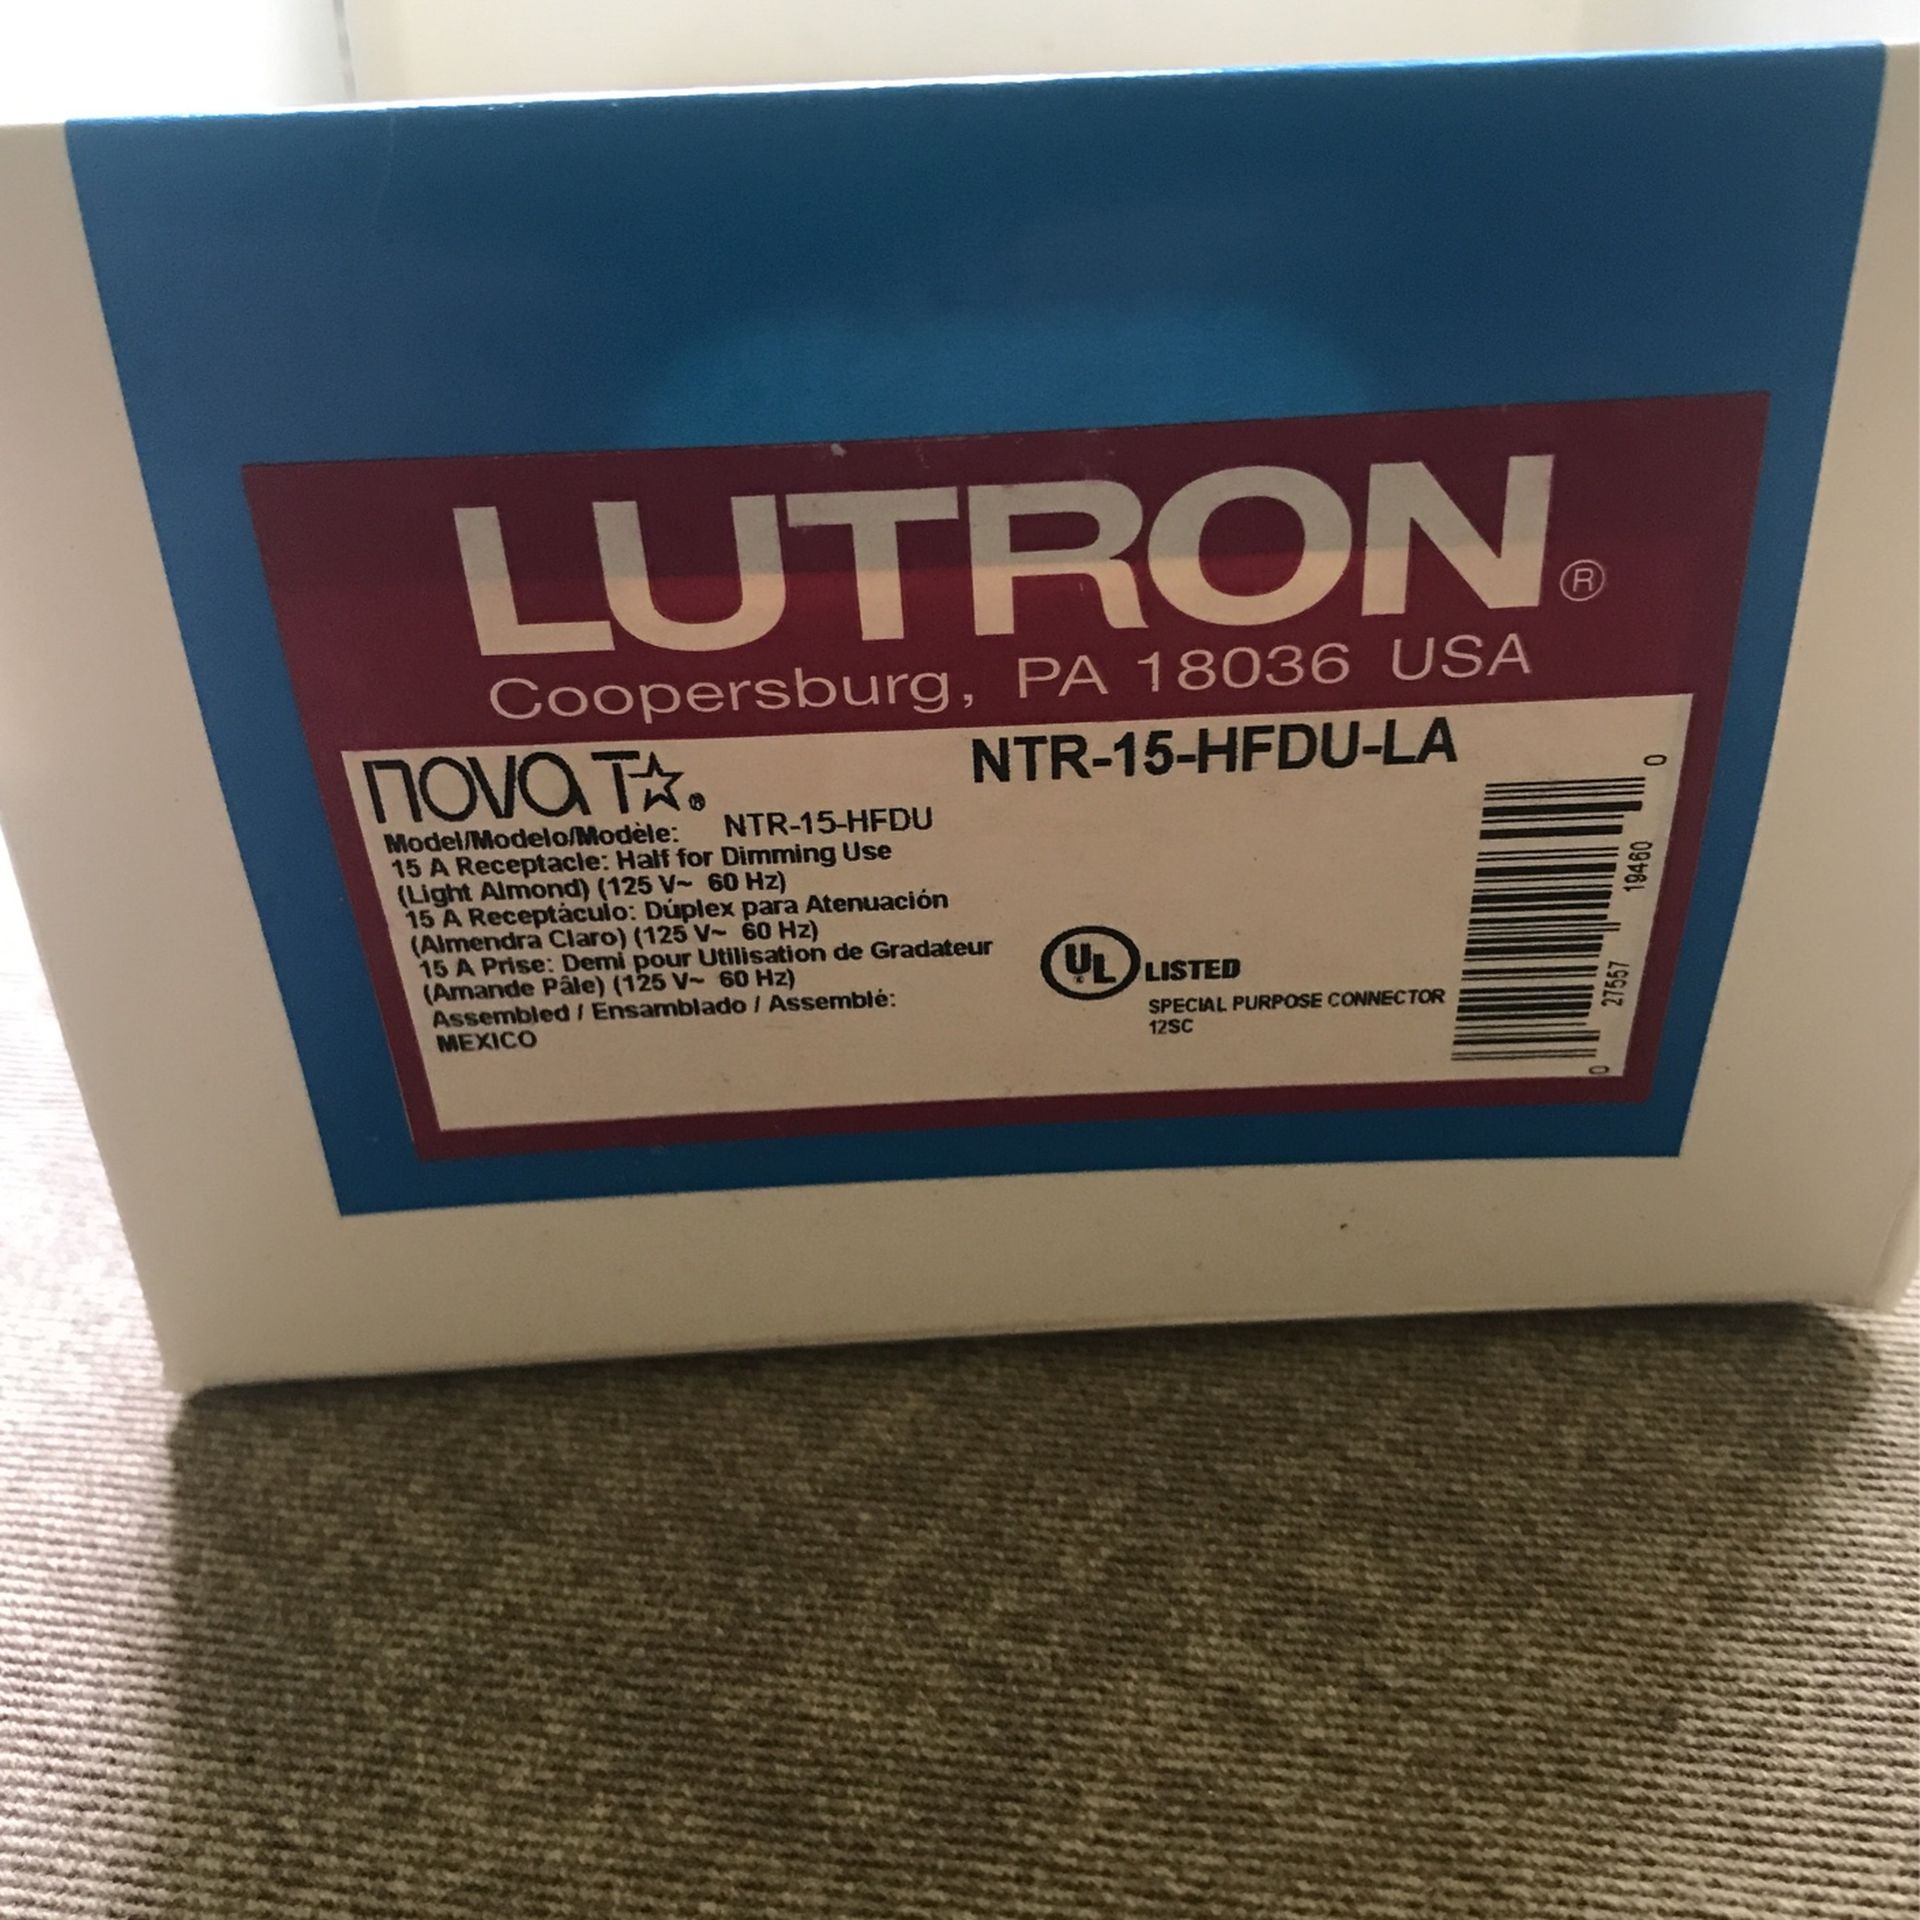 LUTRON®
Coopersburg, PA 18036 USA
nova T☆®
NTR-15-HFDU-LA
Model/Modelo/Modèle: NTR-15-HFDU
15 A Receptacle: Half for Dimming Use
(Light Almond) (125 V~ 60 Hz)
15 A Receptáculo: Dúplex para Atenuación
(Almendra Claro) (125 V~ 60 Hz)
15 A Prise: Demi pour Utilisation de Gradateur
(Amande Pâle) (125 V~ 60 Hz)
Assembled / Ensamblado / Assemblé:
MEXICO
UL® LISTED
SPECIAL PURPOSE CONNECTOR
12SC
0 27557 19460 0